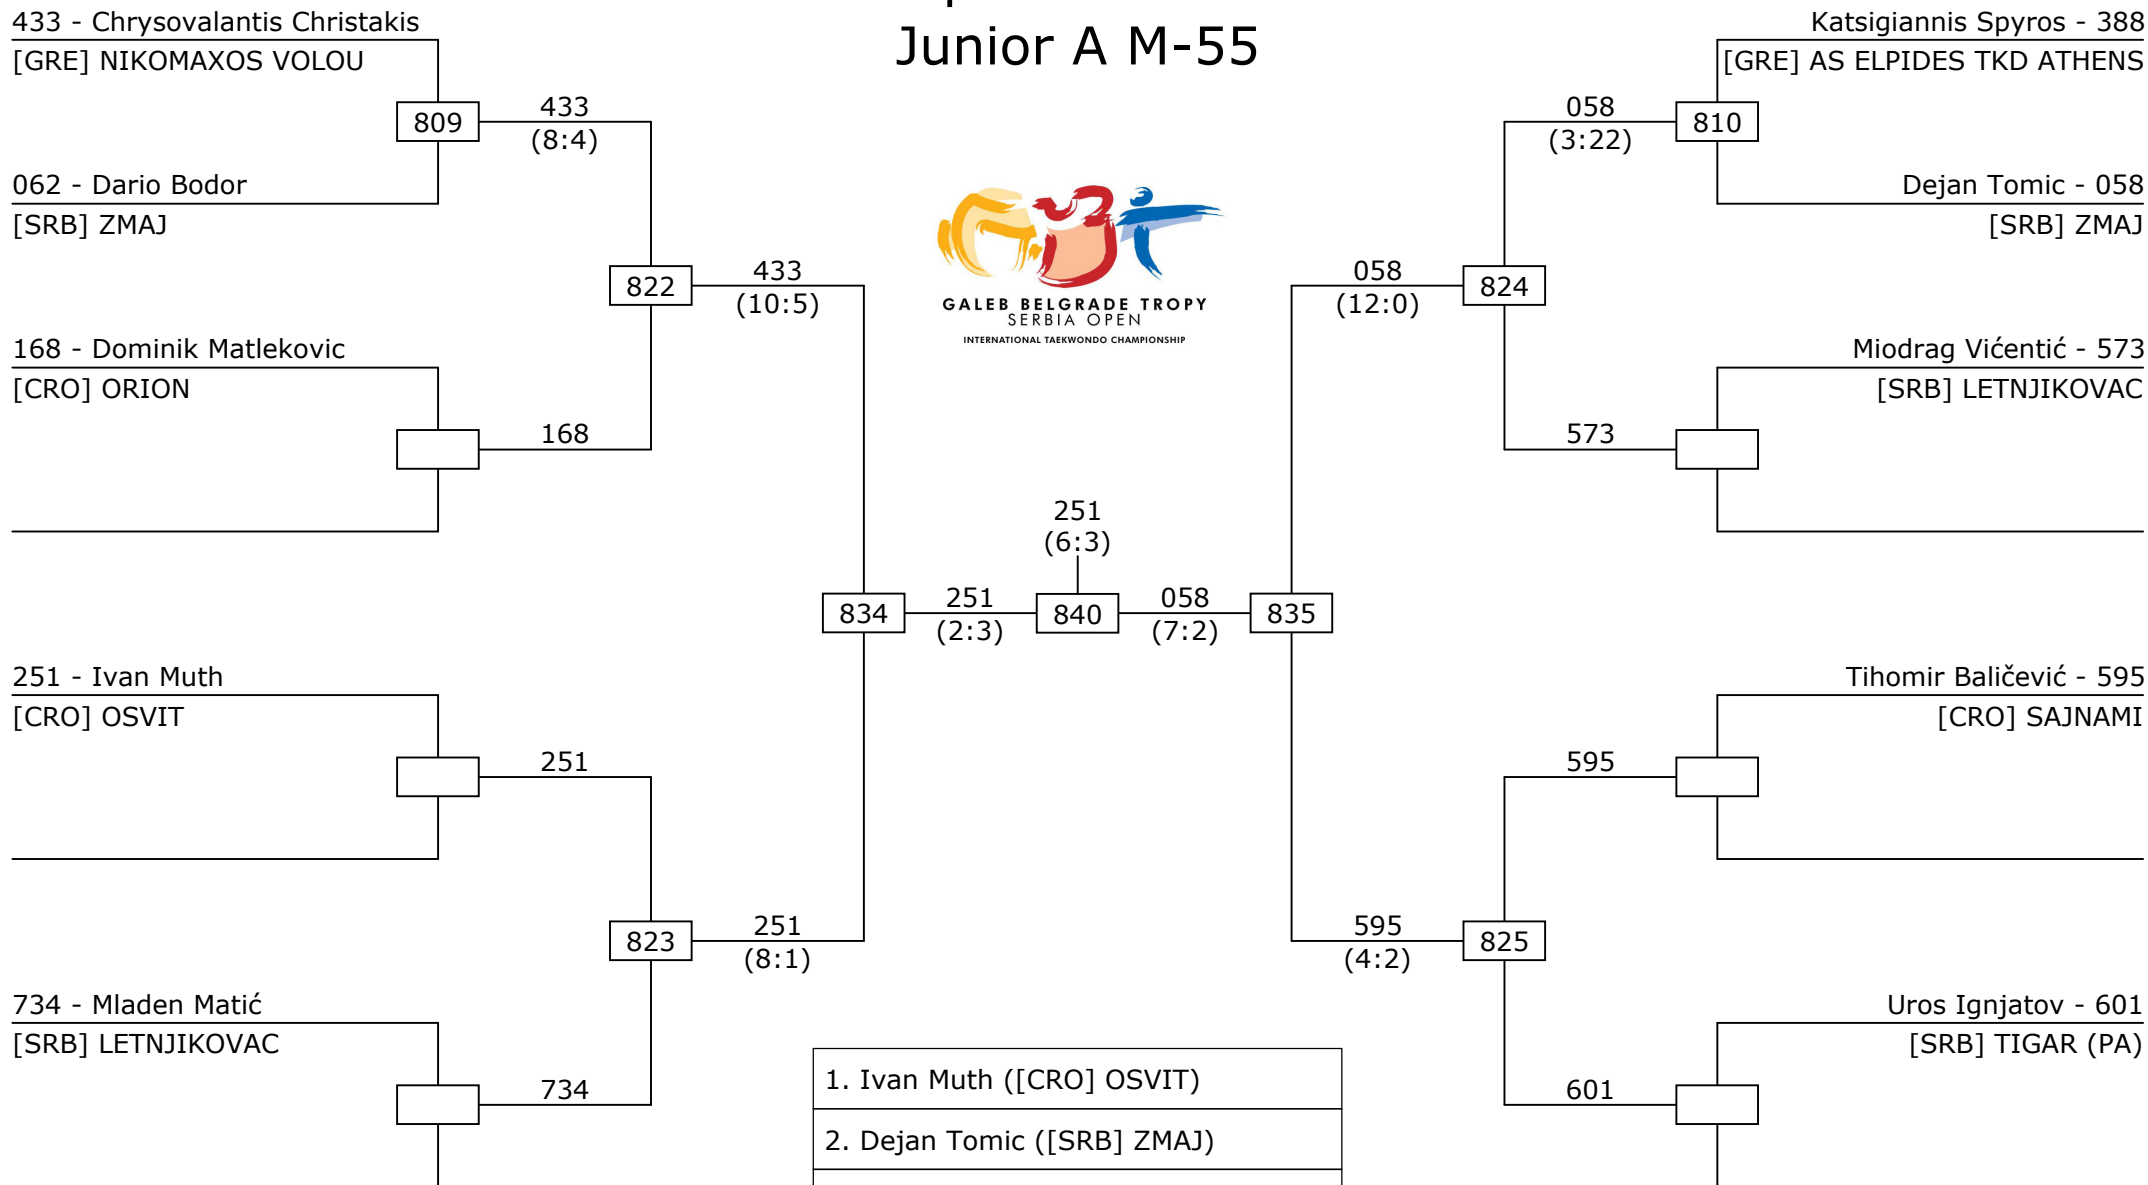 Junior A M-55
433 - Chrysovalantis Christakis
[GRE] NIKOMAXOS VOLOU
809
433
(8:4)
062 - Dario Bodor
[SRB] ZMAJ
822
433
(10:5)
168 - Dominik Matlekovic
[CRO] ORION
168
834
251
(2:3)
251 - Ivan Muth
[CRO] OSVIT
251
823
251
(8:1)
734 - Mladen Matić
[SRB] LETNJIKOVAC
734
GALEB BELGRADE TROPY
SERBIA OPEN
INTERNATIONAL TAEKWONDO CHAMPIONSHIP
251
(6:3)
840
Katsigiannis Spyros - 388
[GRE] AS ELPIDES TKD ATHENS
058
(3:22)
810
Dejan Tomic - 058
[SRB] ZMAJ
058
(12:0)
824
Miodrag Vićentić - 573
[SRB] LETNJIKOVAC
573
058
(7:2)
835
Tihomir Baličević - 595
[CRO] SAJNAMI
595
595
(4:2)
825
Uros Ignjatov - 601
[SRB] TIGAR (PA)
601
1. Ivan Muth ([CRO] OSVIT)
2. Dejan Tomic ([SRB] ZMAJ)